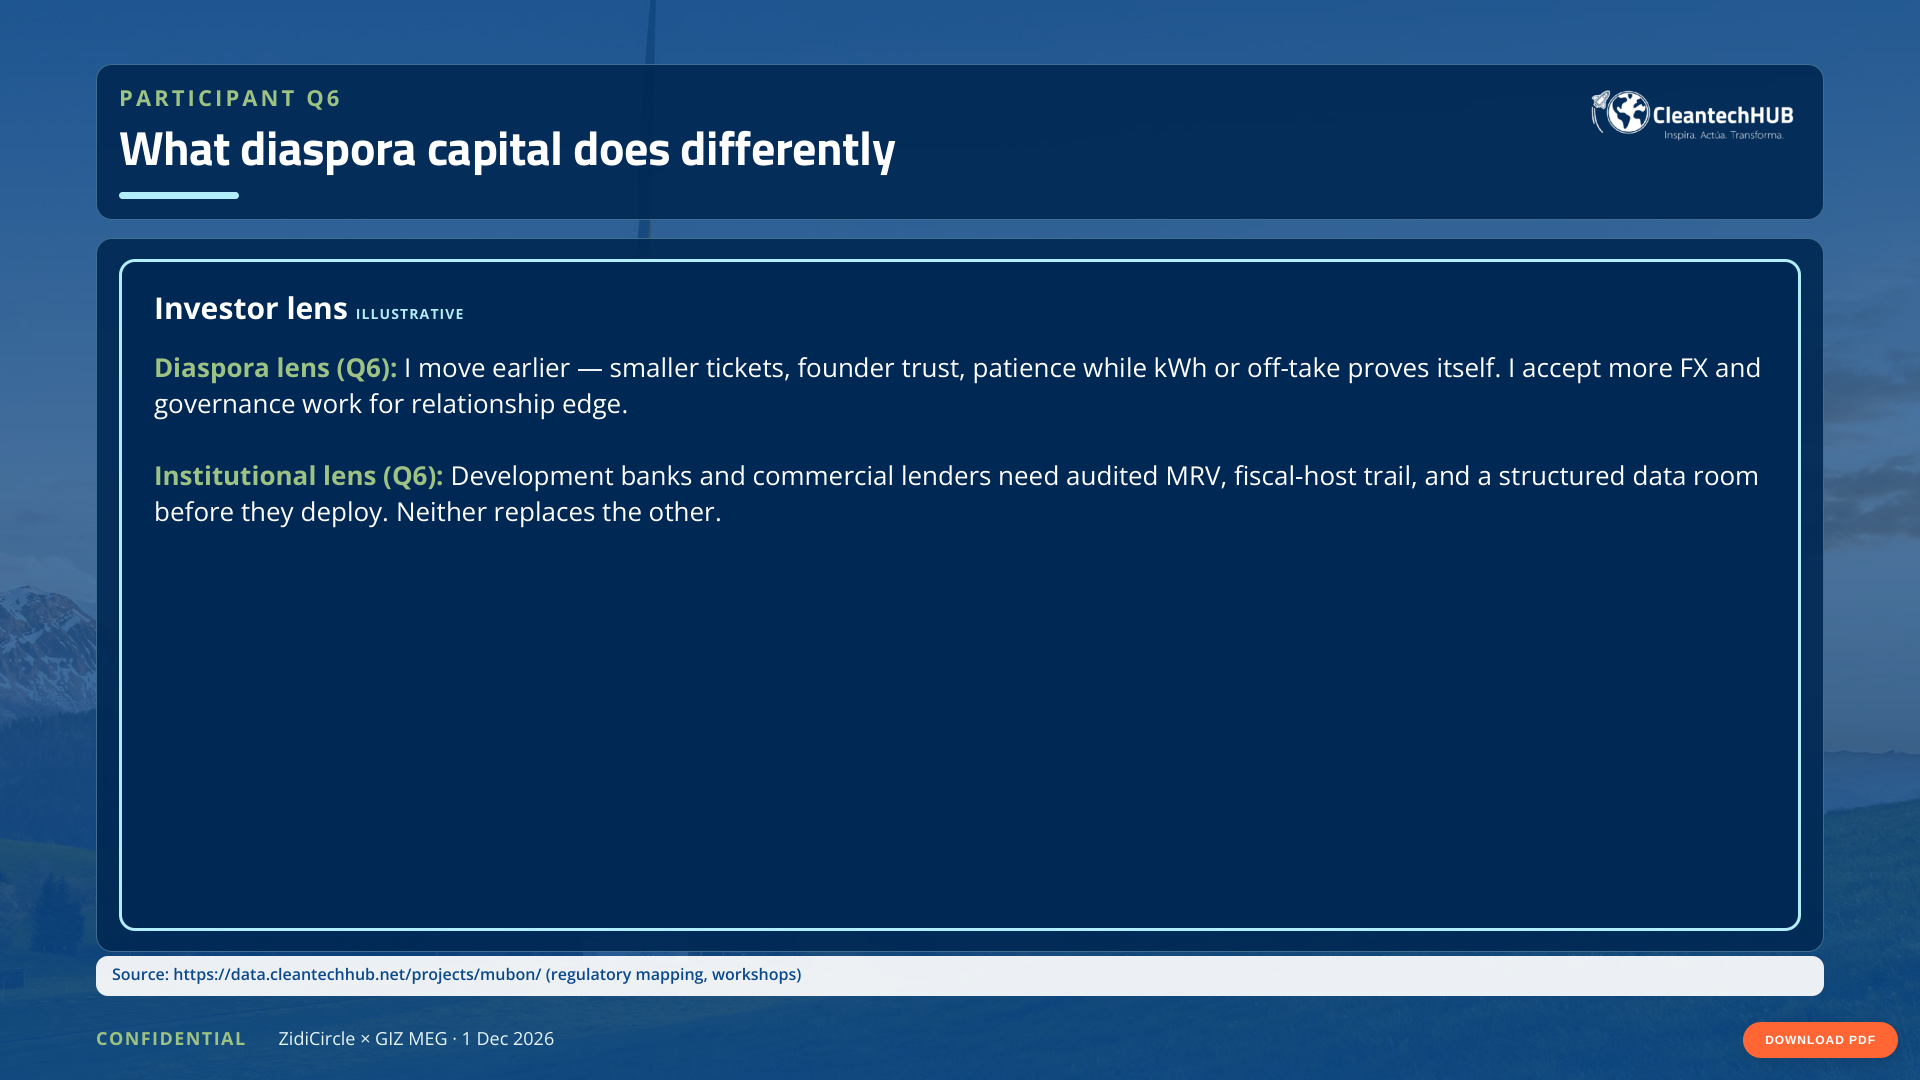 PARTICIPANT Q6
What diaspora capital does differently
CleantechHUB
Inspira. Actúa. Transforma.
Investor lens ILLUSTRATIVE
Diaspora lens (Q6): I move earlier — smaller tickets, founder trust, patience while kWh or off-take proves itself. I accept more FX and
governance work for relationship edge.
Institutional lens (Q6): Development banks and commercial lenders need audited MRV, fiscal-host trail, and a structured data room
before they deploy. Neither replaces the other.
Source: https://data.cleantechhub.net/projects/mubon/ (regulatory mapping, workshops)
CONFIDENTIAL ZidiCircle × GIZ MEG · 1 Dec 2026
DOWNLOAD PDF